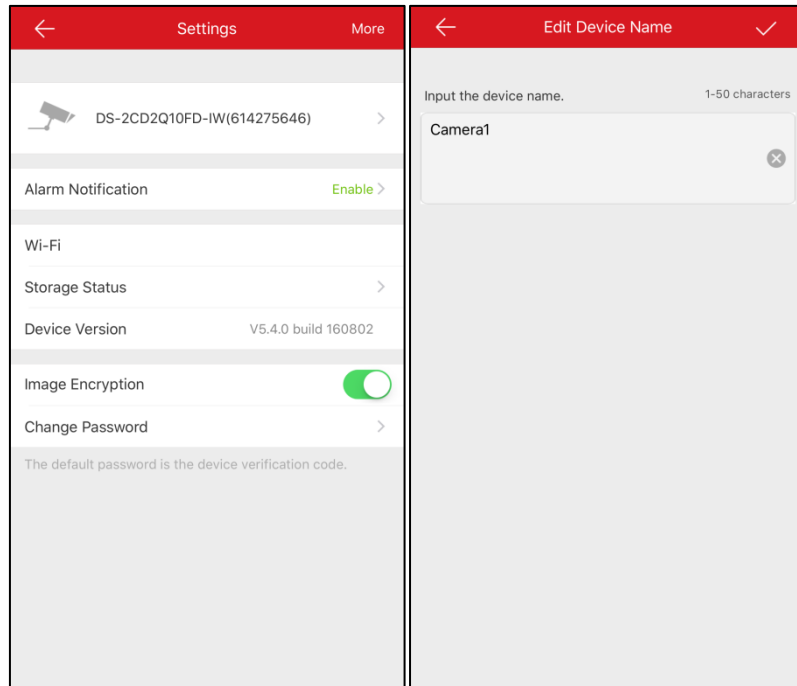 Settings
More
DS-2CD2Q10FD-IW(614275646)
Alarm Notification
Enable
Wi-Fi
Storage Status
Device Version
V5.4.0 build 160802
Image Encryption
Change Password
The default password is the device verification code.
Edit Device Name
Input the device name.
1-50 characters
Camera1